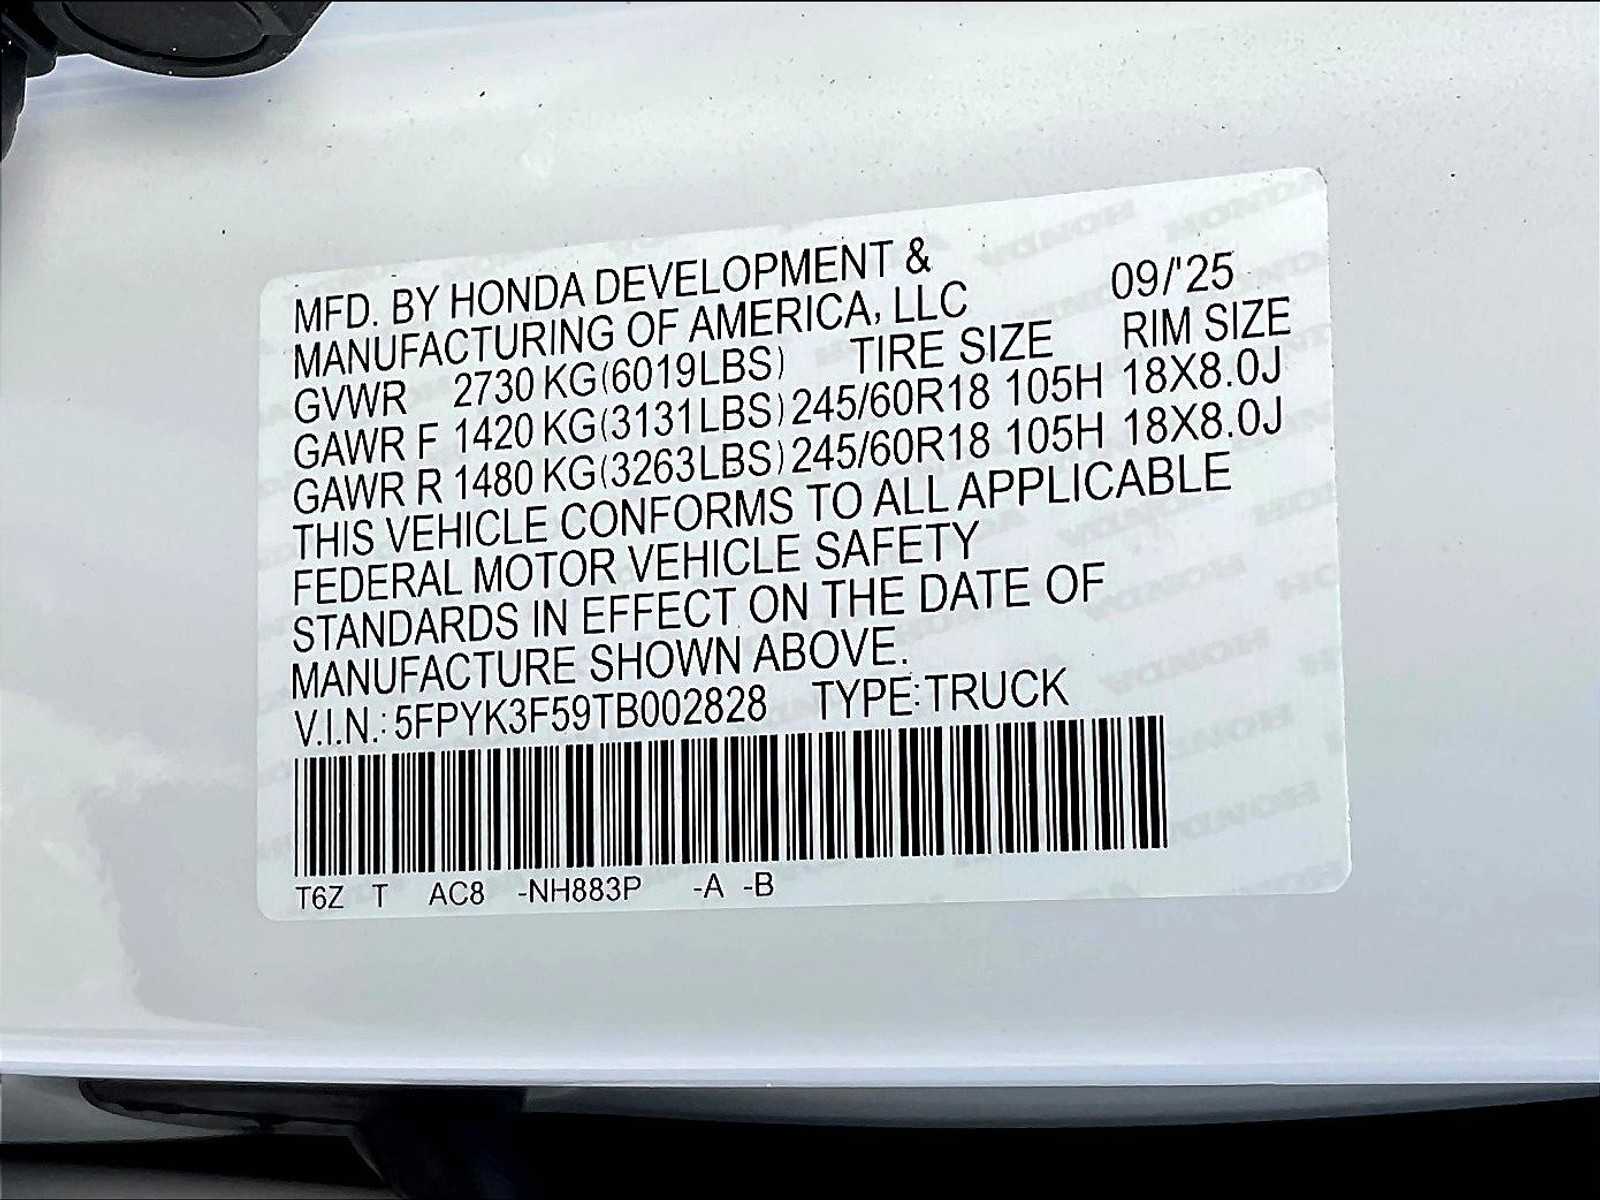 MFD. BY HONDA DEVELOPMENT &
MANUFACTURING OF AMERICA, LLC 09/'25
GVWR 2730 KG(6019LBS) TIRE SIZE RIM SIZE
GAWR F 1420 KG(3131LBS) 245/60R18 105H 18X8.0J
GAWR R 1480 KG(3263LBS) 245/60R18 105H 18X8.0J
THIS VEHICLE CONFORMS TO ALL APPLICABLE
FEDERAL MOTOR VEHICLE SAFETY
STANDARDS IN EFFECT ON THE DATE OF
MANUFACTURE SHOWN ABOVE.
V.I.N.: 5FPYK3F59TB002828 TYPE: TRUCK
T6Z T AC8 -NH883P -A -B